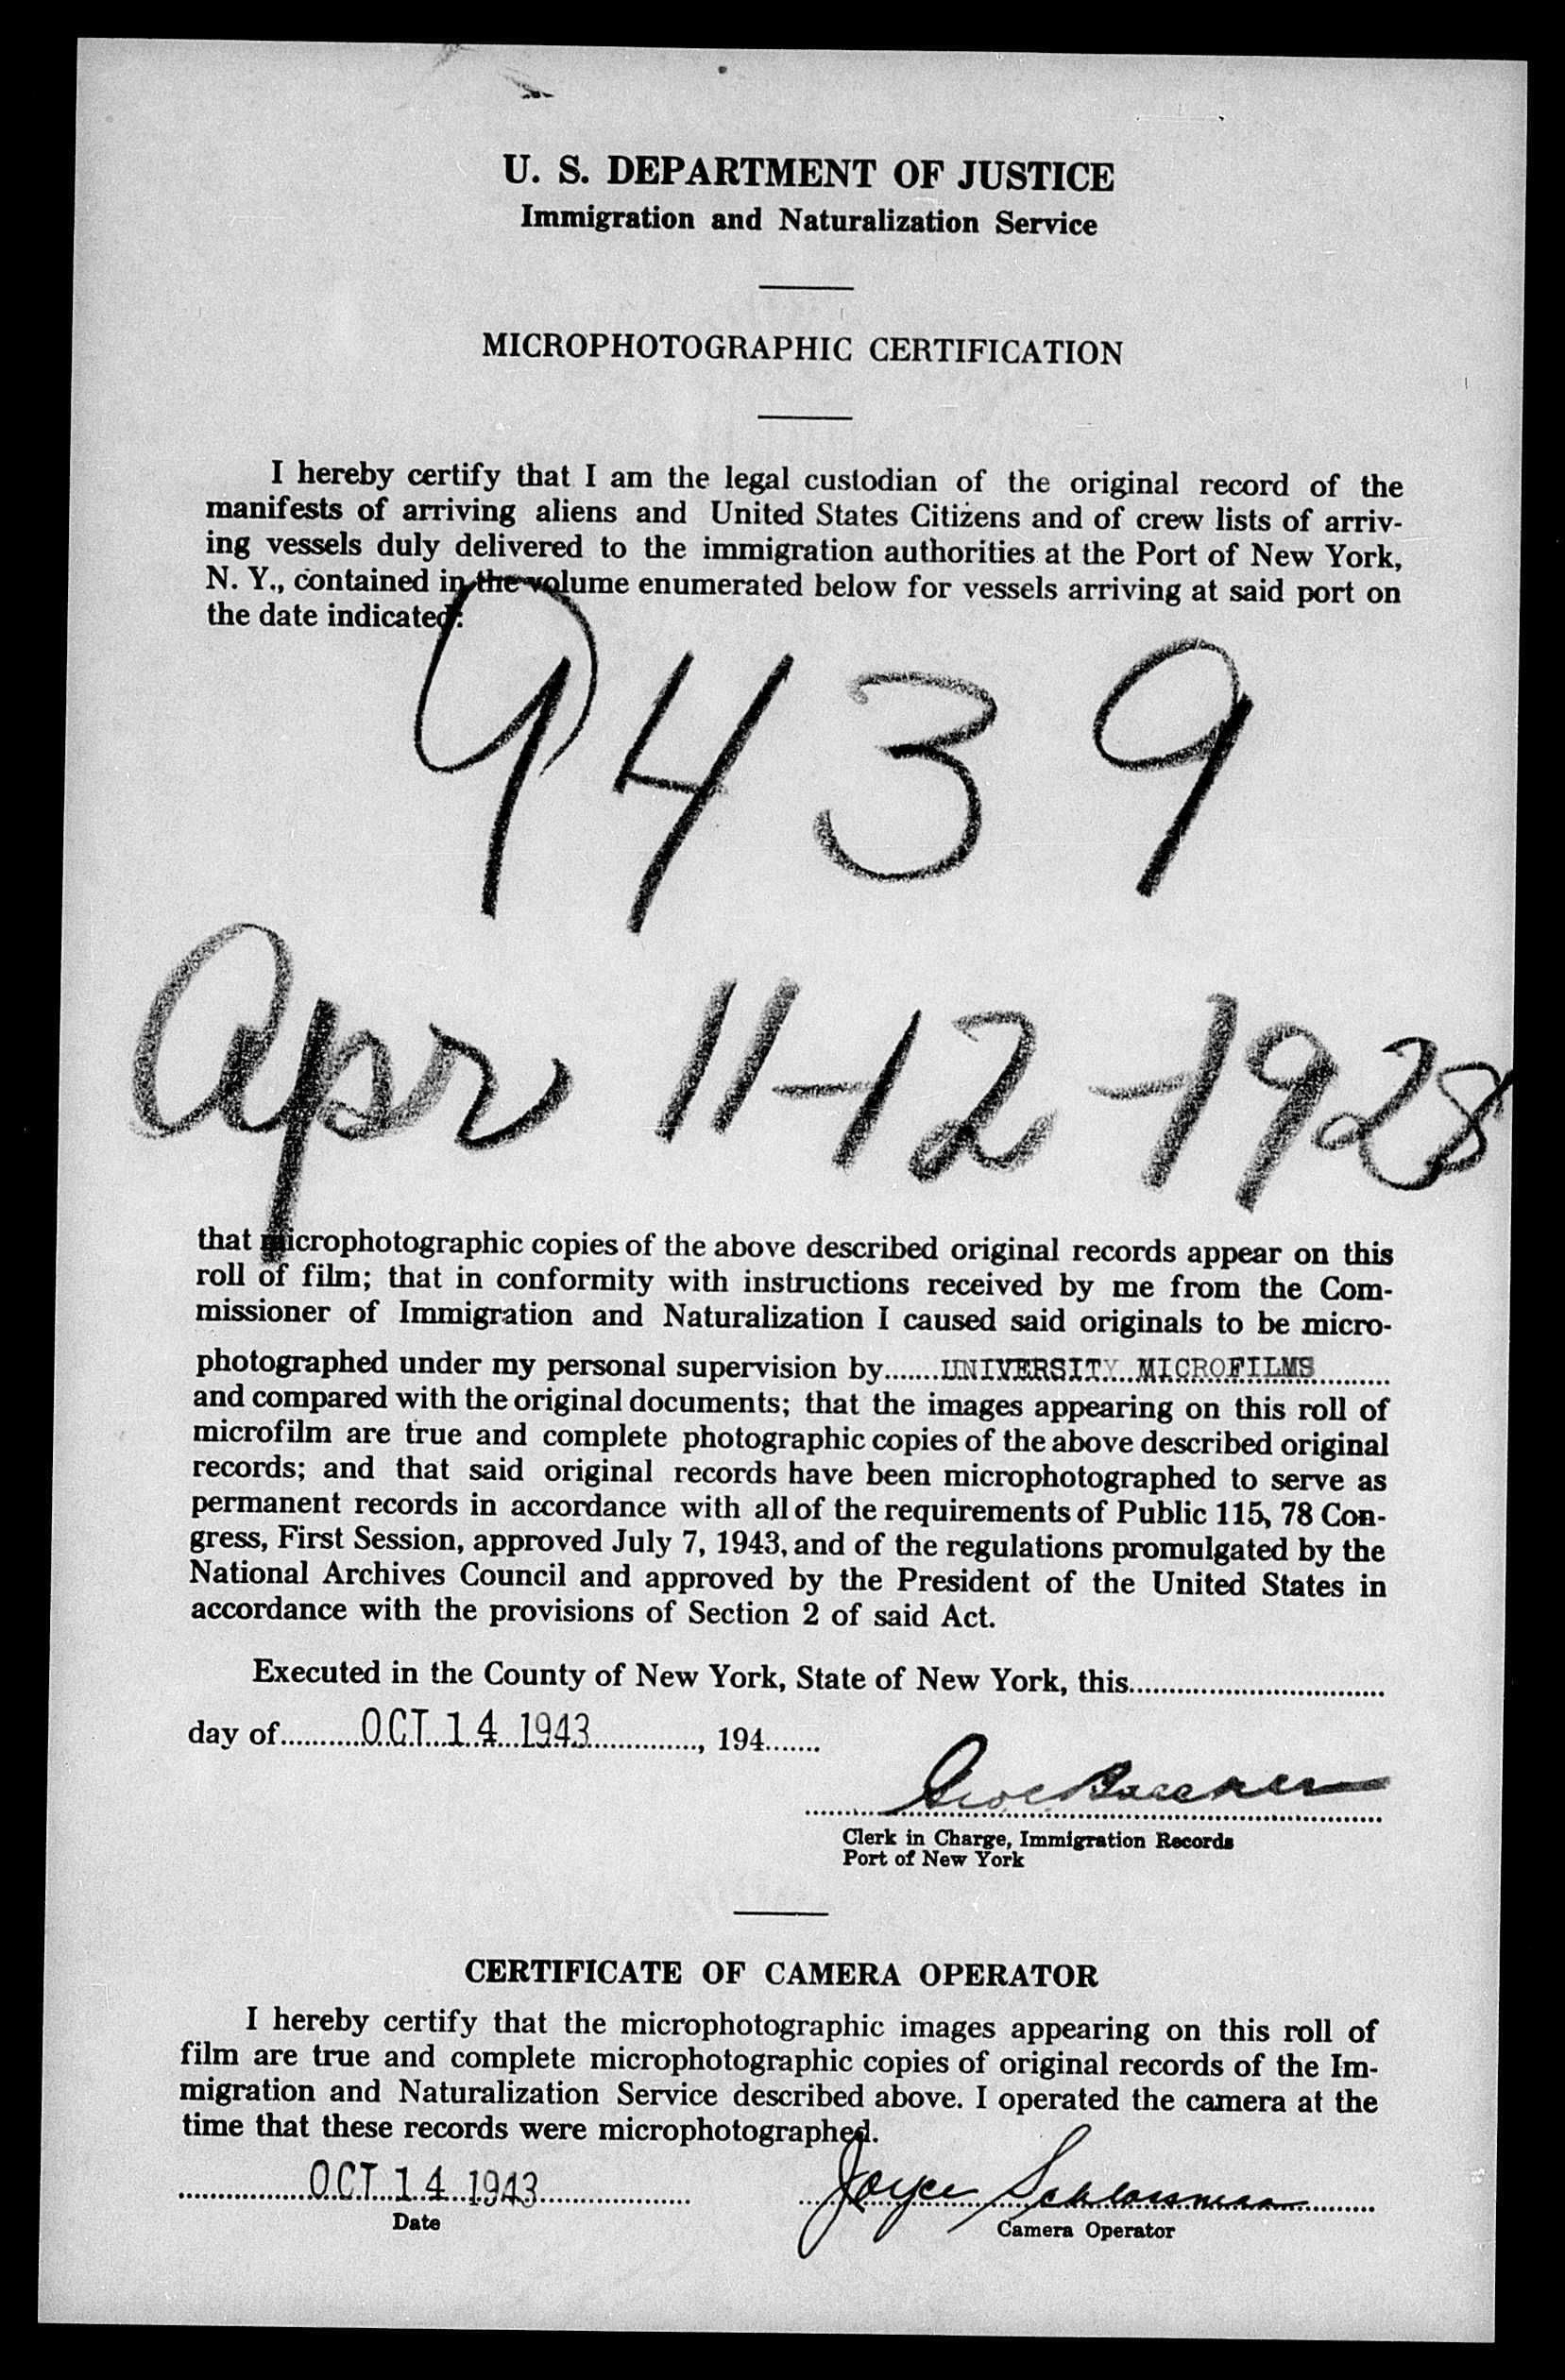 U. S. DEPARTMENT OF JUSTICE
Immigration and Naturalization Service
MICROPHOTOGRAPHIC CERTIFICATION
I hereby certify that I am the legal custodian of the original record of the
manifests of arriving aliens and United States Citizens and of crew lists of arriv-
ing vessels duly delivered to the immigration authorities at the Port of New York,
N. Y., contained in the volume enumerated below for vessels arriving at said port on
the date indicated:
9439
Apr 11-12-1928
that microphotographic copies of the above described original records appear on this
roll of film; that in conformity with instructions received by me from the Com-
missioner of Immigration and Naturalization I caused said originals to be micro-
photographed under my personal supervision by.......UNIVERSITY MICROFILMS..........
and compared with the original documents; that the images appearing on this roll of
microfilm are true and complete photographic copies of the above described original
records; and that said original records have been microphotographed to serve as
permanent records in accordance with all of the requirements of Public 115, 78 Con-
gress, First Session, approved July 7, 1943, and of the regulations promulgated by the
National Archives Council and approved by the President of the United States in
accordance with the provisions of Section 2 of said Act.
Executed in the County of New York, State of New York, this................................
day of..........OCT 14 1943.............., 194.......
Clerk in Charge, Immigration Records
Port of New York
CERTIFICATE OF CAMERA OPERATOR
I hereby certify that the microphotographic images appearing on this roll of
film are true and complete microphotographic copies of original records of the Im-
migration and Naturalization Service described above. I operated the camera at the
time that these records were microphotographed.
OCT 14 1943 Joyce
Date
Camera Operator